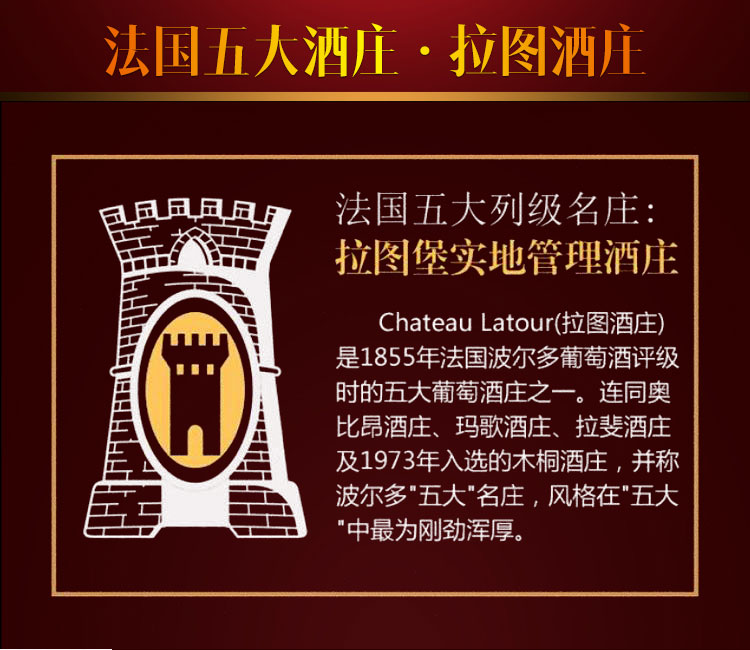 法国五大酒庄·拉图酒庄
法国五大列级名庄：
拉图堡实地管理酒庄
Chateau Latour(拉图酒庄)
是1855年法国波尔多葡萄酒评级
时的五大葡萄酒庄之一。连同奥
比昂酒庄、玛歌酒庄、拉斐酒庄
及1973年入选的木桐酒庄，并称
波尔多"五大"名庄，风格在"五大
"中最为刚劲浑厚。